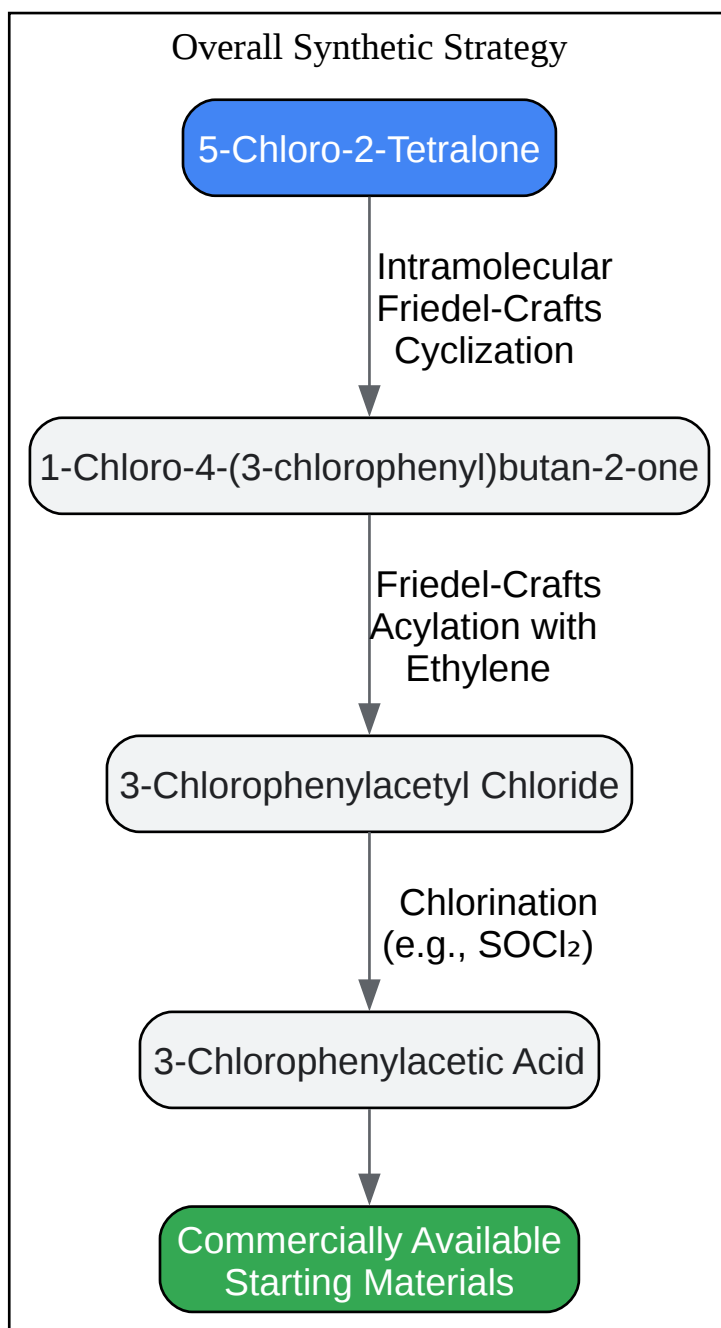 Overall Synthetic Strategy
5-Chloro-2-Tetralone
Intramolecular
Friedel-Crafts
Cyclization
1-Chloro-4-(3-chlorophenyl)butan-2-one
Friedel-Crafts
Acylation with
Ethylene
3-Chlorophenylacetyl Chloride
Chlorination
(e.g., SOCl₂)
3-Chlorophenylacetic Acid
Commercially Available
Starting Materials